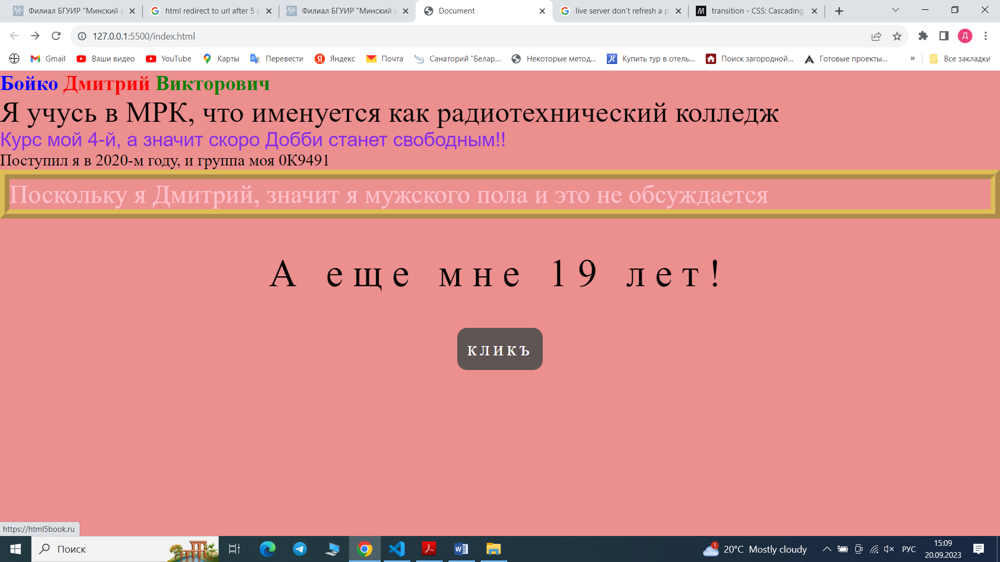 Филиал БГУИР "Минский р
html redirect to url after 5 s
Филиал БГУИР "Минский р
Document
live server don't refresh a p
transition - CSS: Cascading
127.0.0.1:5500/index.html
Д
Gmail
Ваши видео
YouTube
Карты
Перевести
Яндекс
Почта
Санаторий "Белар...
Некоторые метод...
Купить тур в отель...
Поиск загородной...
Готовые проекты...
»
Все закладки
Бойко Дмитрий Викторович
Я учусь в МРК, что именуется как радиотехнический колледж
Курс мой 4-й, а значит скоро Добби станет свободным!!
Поступил я в 2020-м году, и группа моя 0К9491
Поскольку я Дмитрий, значит я мужского пола и это не обсуждается
А еще мне 19 лет!
кликъ
https://html5book.ru
Поиск
1
20°C Mostly cloudy
РУС
15:09
20.09.2023